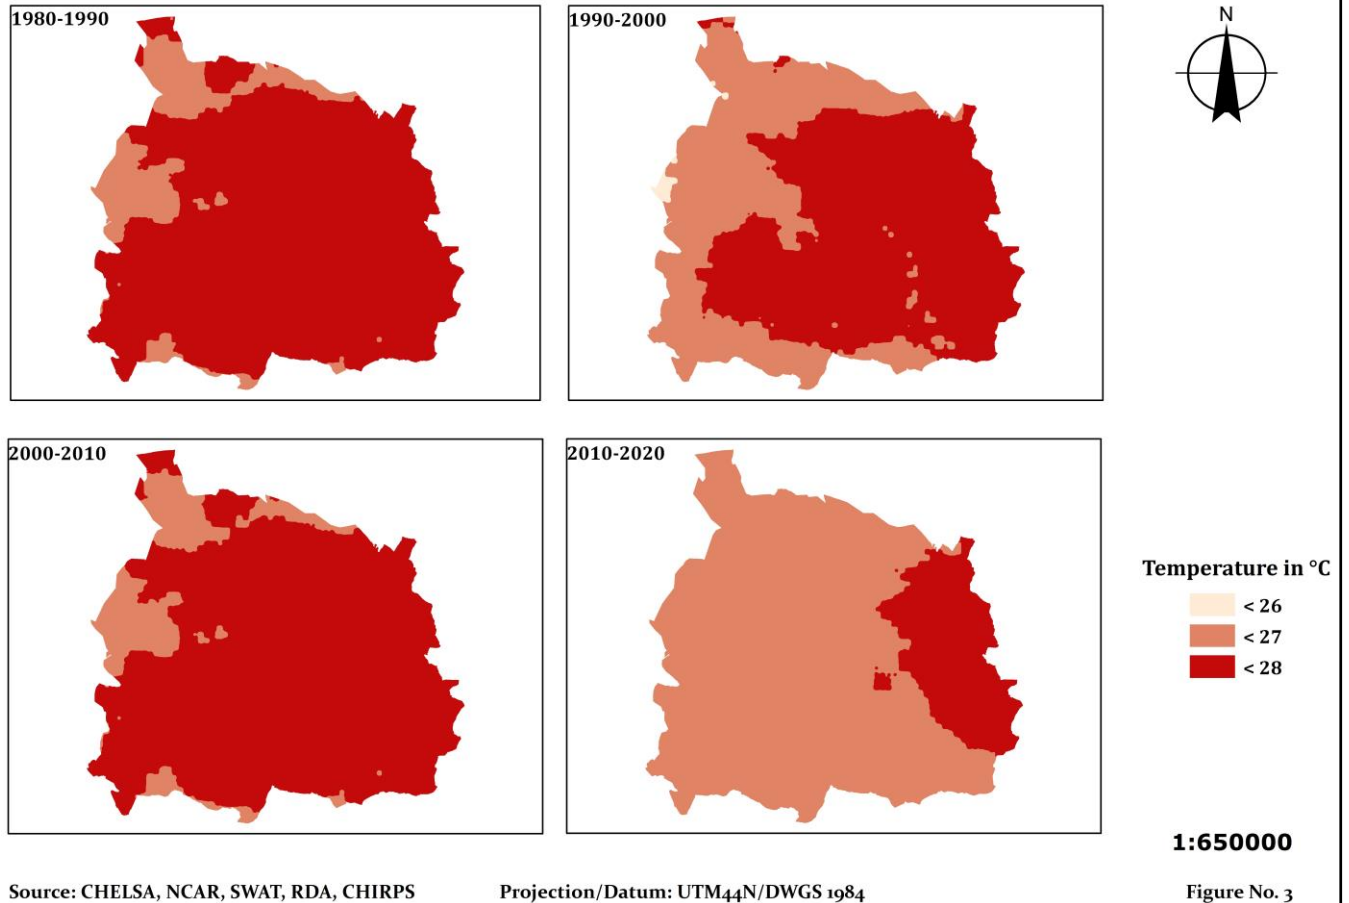 1980-1990
1990-2000
N
2000-2010
2010-2020
Temperature in °C
< 26
< 27
< 28
1:650000
Source: CHELSA, NCAR, SWAT, RDA, CHIRPS
Projection/Datum: UTM44N/DWGS 1984
Figure No. 3